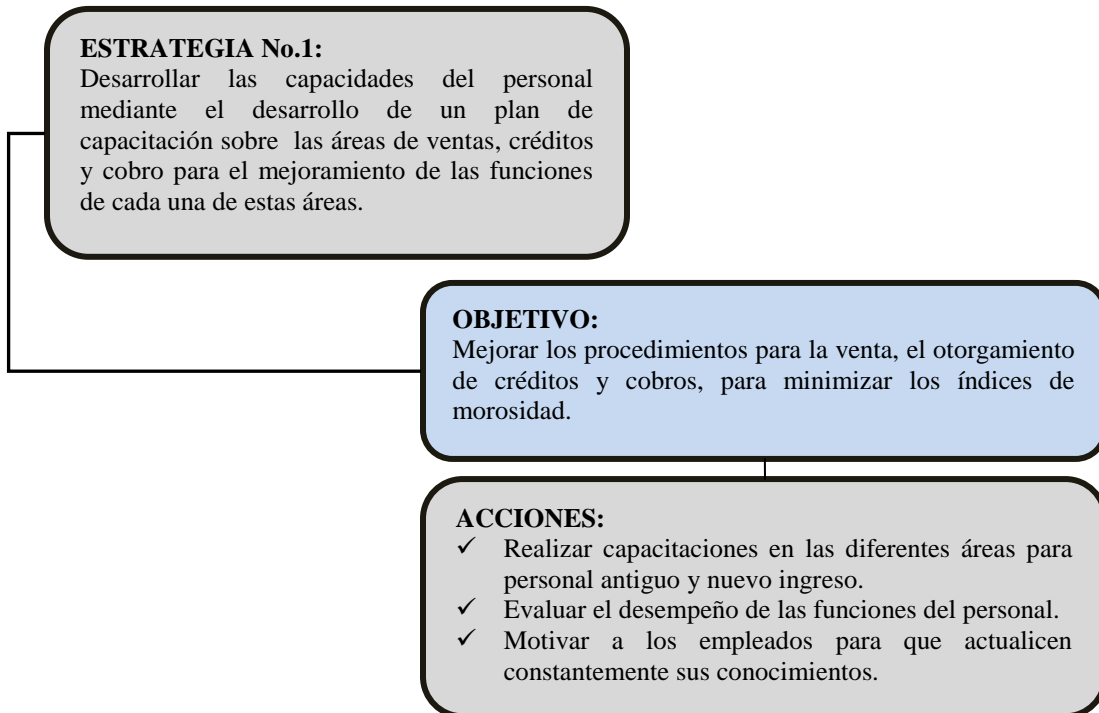 ESTRATEGIA No.1:
Desarrollar las capacidades del personal
mediante el desarrollo de un plan de
capacitación sobre las áreas de ventas, créditos
y cobro para el mejoramiento de las funciones
de cada una de estas áreas.
OBJETIVO:
Mejorar los procedimientos para la venta, el otorgamiento
de créditos y cobros, para minimizar los índices de
morosidad.
ACCIONES:
✓ Realizar capacitaciones en las diferentes áreas para
personal antiguo y nuevo ingreso.
✓ Evaluar el desempeño de las funciones del personal.
✓ Motivar a los empleados para que actualicen
constantemente sus conocimientos.